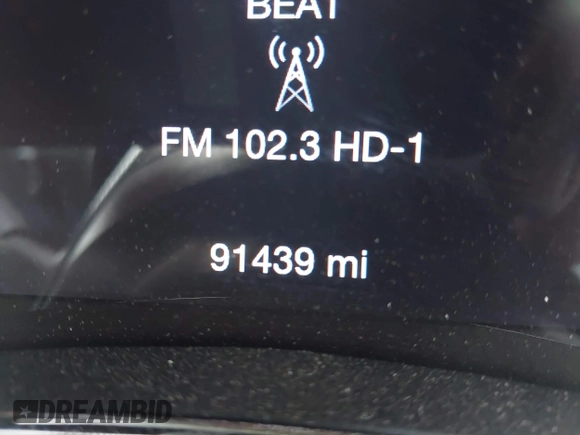 BEAT
FM 102.3 HD-1
91439 mi
DREAMBID